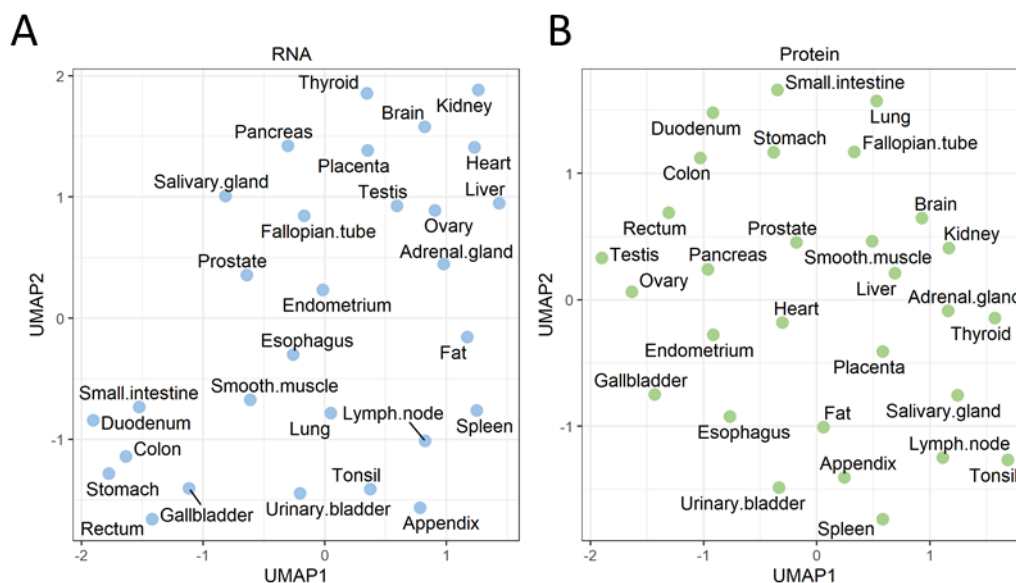 A
RNA
2
1
0
-1
-2
-1
0
1
UMAP2
UMAP1
Thyroid
Kidney
Brain
Pancreas
Placenta
Heart
Salivary.gland
Testis
Liver
Fallopian.tube
Ovary
Adrenal.gland
Prostate
Endometrium
Esophagus
Fat
Small.intestine
Smooth.muscle
Lymph.node
Duodenum
Lung
Spleen
Colon
Stomach
Tonsil
Gallbladder
Urinary.bladder
Rectum
Appendix
B
Protein
1
0
-1
-2
-1
0
1
UMAP2
UMAP1
Small.intestine
Lung
Duodenum
Stomach
Fallopian.tube
Colon
Brain
Rectum
Prostate
Kidney
Testis
Pancreas
Smooth.muscle
Ovary
Liver
Adrenal.gland
Heart
Thyroid
Endometrium
Placenta
Gallbladder
Salivary.gland
Esophagus
Fat
Lymph.node
Appendix
Tonsil
Urinary.bladder
Spleen